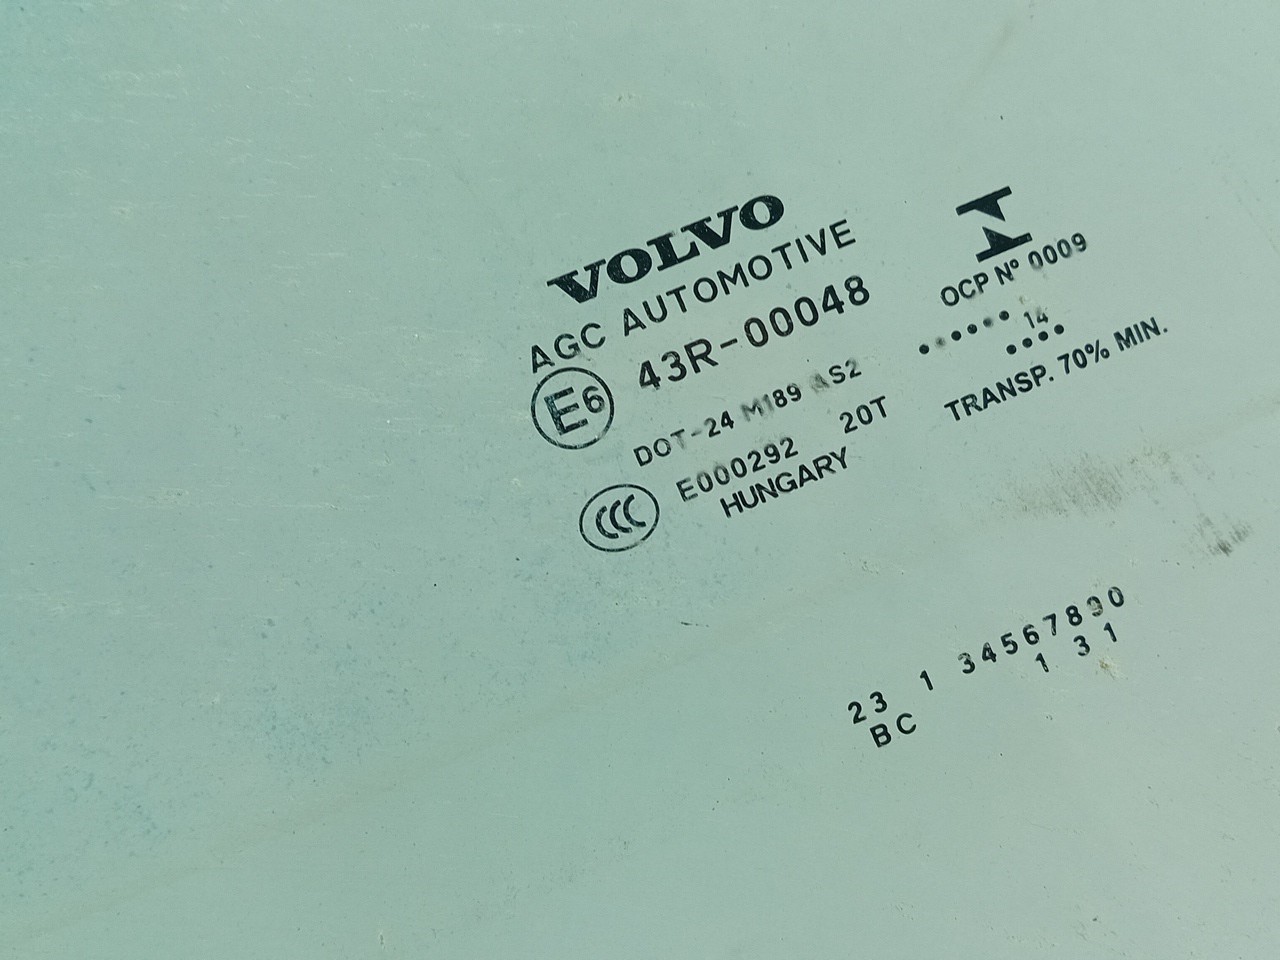 VOLVO
AGC AUTOMOTIVE
43R-00048
E6
DOT-24 M189 AS2
E000292 20T
HUNGARY
CCC
OCP Nº 0009
...... 14
....
TRANSP. 70% MIN.
23 1 34567890
BC 1 3 1